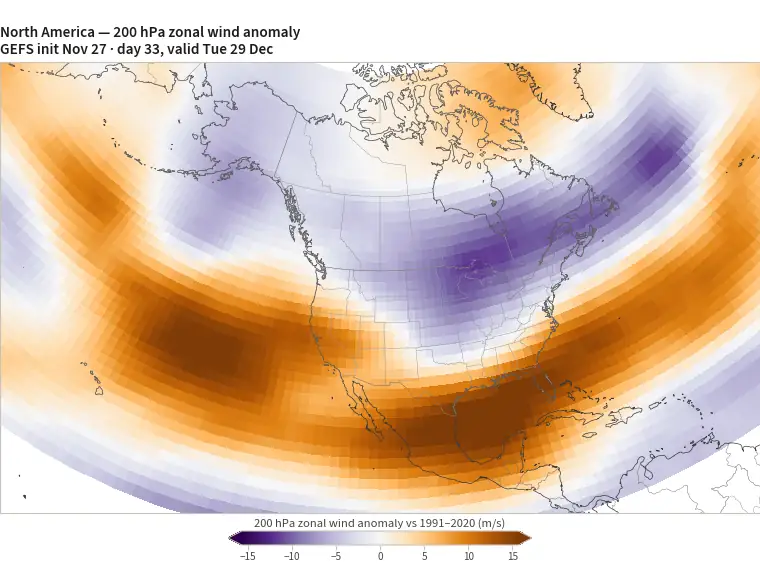 North America — 200 hPa zonal wind anomaly
GEFS init Nov 27 · day 33, valid Tue 29 Dec
200 hPa zonal wind anomaly vs 1991–2020 (m/s)
−15 −10 −5 0 5 10 15